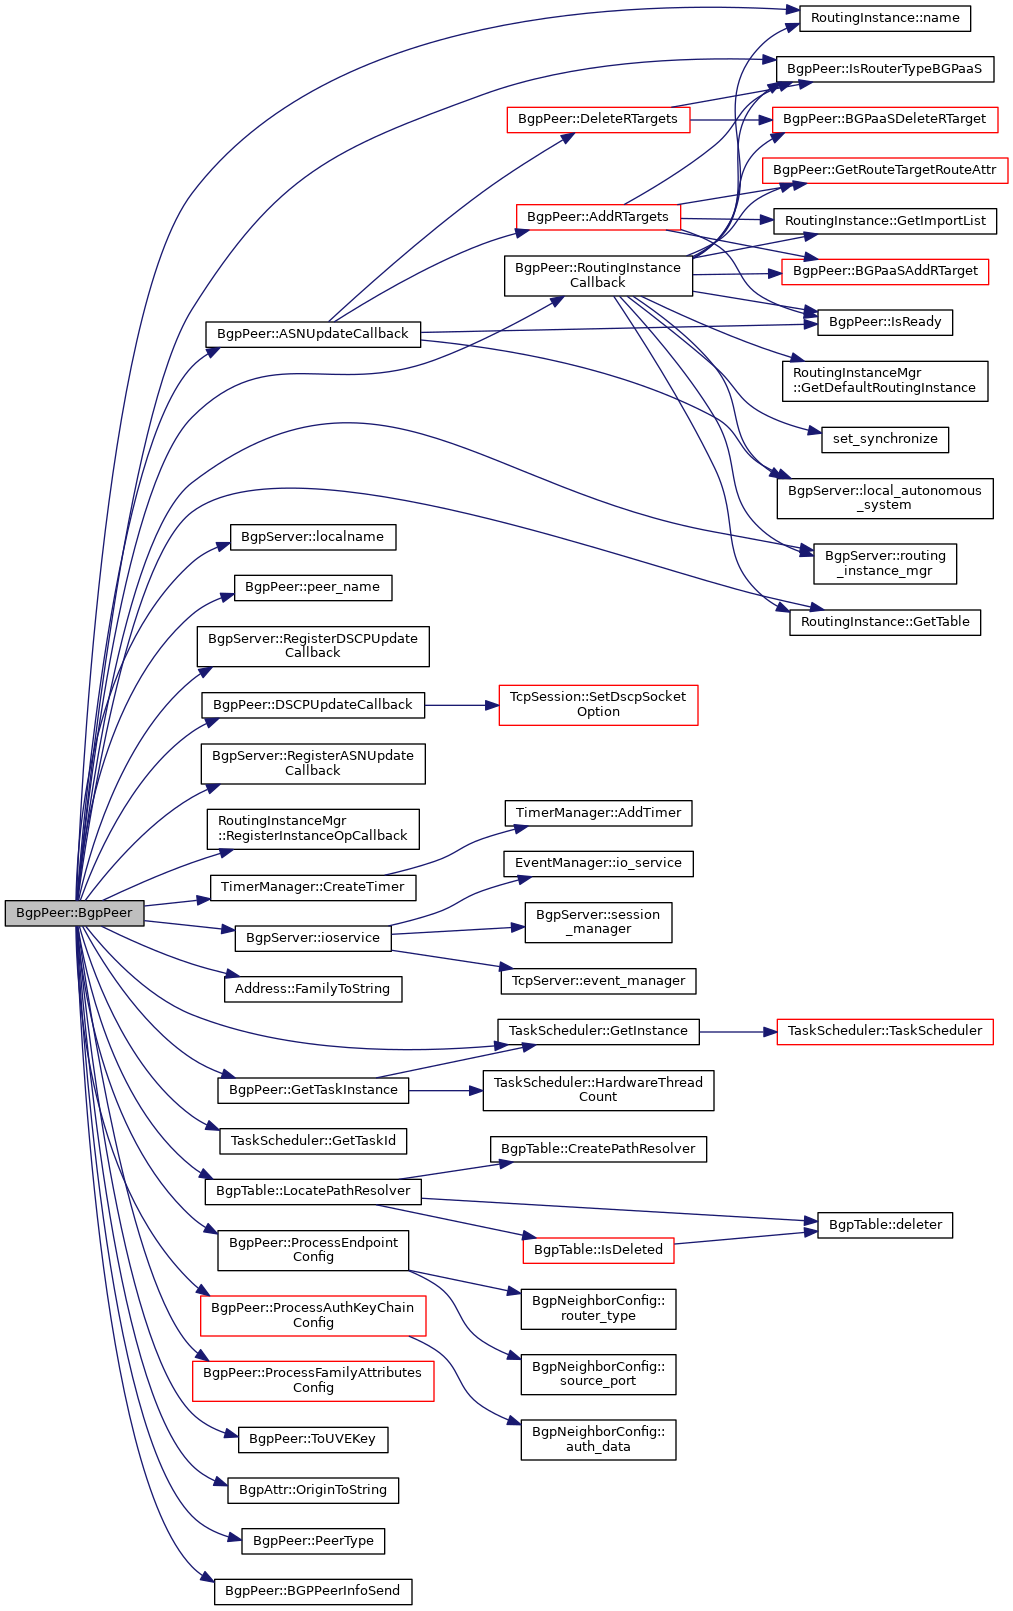 BgpPeer::BgpPeer
BgpPeer::ASNUpdateCallback
BgpServer::localname
BgpPeer::peer_name
BgpServer::RegisterDSCPUpdate
Callback
BgpPeer::DSCPUpdateCallback
BgpServer::RegisterASNUpdate
Callback
RoutingInstanceMgr
::RegisterInstanceOpCallback
TimerManager::CreateTimer
BgpServer::ioservice
Address::FamilyToString
BgpPeer::GetTaskInstance
TaskScheduler::GetTaskId
BgpTable::LocatePathResolver
BgpPeer::ProcessEndpoint
Config
BgpPeer::ProcessAuthKeyChain
Config
BgpPeer::ProcessFamilyAttributes
Config
BgpPeer::ToUVEKey
BgpAttr::OriginToString
BgpPeer::PeerType
BgpPeer::BGPPeerInfoSend
BgpPeer::DeleteRTargets
BgpPeer::AddRTargets
BgpPeer::RoutingInstance
Callback
TcpSession::SetDscpSocket
Option
TimerManager::AddTimer
EventManager::io_service
BgpServer::session
_manager
TcpServer::event_manager
TaskScheduler::GetInstance
TaskScheduler::HardwareThread
Count
BgpTable::CreatePathResolver
BgpTable::IsDeleted
BgpNeighborConfig::
router_type
BgpNeighborConfig::
source_port
BgpNeighborConfig::
auth_data
RoutingInstance::name
BgpPeer::IsRouterTypeBGPaaS
BgpPeer::BGPaaSDeleteRTarget
BgpPeer::GetRouteTargetRouteAttr
RoutingInstance::GetImportList
BgpPeer::BGPaaSAddRTarget
BgpPeer::IsReady
RoutingInstanceMgr
::GetDefaultRoutingInstance
set_synchronize
BgpServer::local_autonomous
_system
BgpServer::routing
_instance_mgr
RoutingInstance::GetTable
TaskScheduler::TaskScheduler
BgpTable::deleter